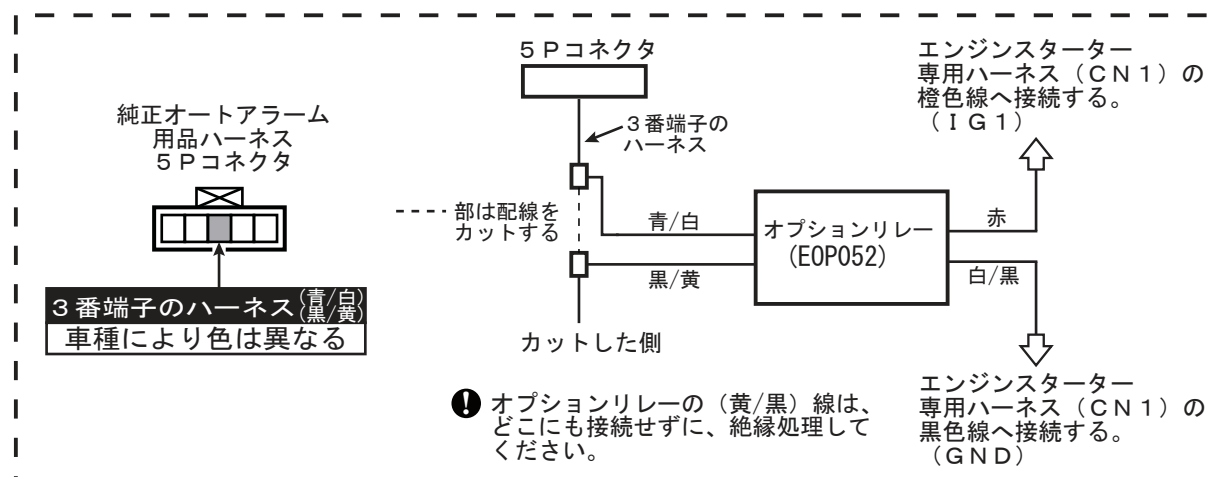 純正オートアラーム
用品ハーネス
５Ｐコネクタ
３番端子のハーネス(青/白)(黒/黄)
車種により色は異なる
５Ｐコネクタ
３番端子の
ハーネス
部は配線を
カットする
青/白
黒/黄
カットした側
オプションリレー
(EOP052)
赤
白/黒
エンジンスターター
専用ハーネス（ＣＮ１）の
橙色線へ接続する。
（ＩＧ１）
エンジンスターター
専用ハーネス（ＣＮ１）の
黒色線へ接続する。
（ＧＮＤ）
オプションリレーの（黄/黒）線は、
どこにも接続せずに、絶縁処理して
ください。